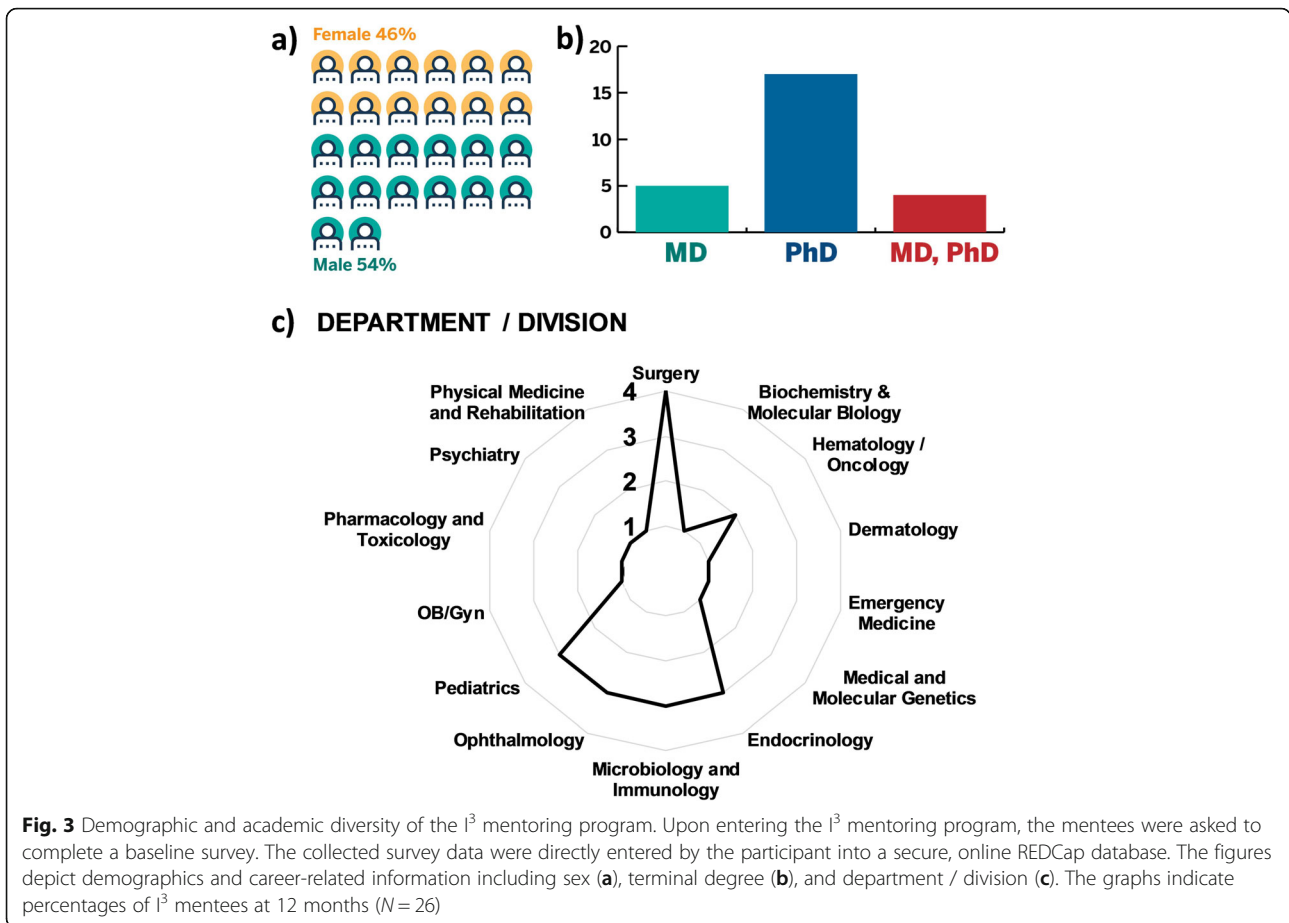 a)
Female 46%
Male 54%
b)
20
15
10
5
0
MD
PhD
MD, PhD
c) DEPARTMENT / DIVISION
Surgery
Biochemistry &
Molecular Biology
Hematology /
Oncology
Dermatology
Emergency
Medicine
Medical and
Molecular Genetics
Endocrinology
Microbiology and
Immunology
Ophthalmology
Pediatrics
OB/Gyn
Pharmacology and
Toxicology
Psychiatry
Physical Medicine
and Rehabilitation
4
3
2
1
Fig. 3 Demographic and academic diversity of the I³ mentoring program. Upon entering the I³ mentoring program, the mentees were asked to
complete a baseline survey. The collected survey data were directly entered by the participant into a secure, online REDCap database. The figures
depict demographics and career-related information including sex (a), terminal degree (b), and department / division (c). The graphs indicate
percentages of I³ mentees at 12 months (N = 26)